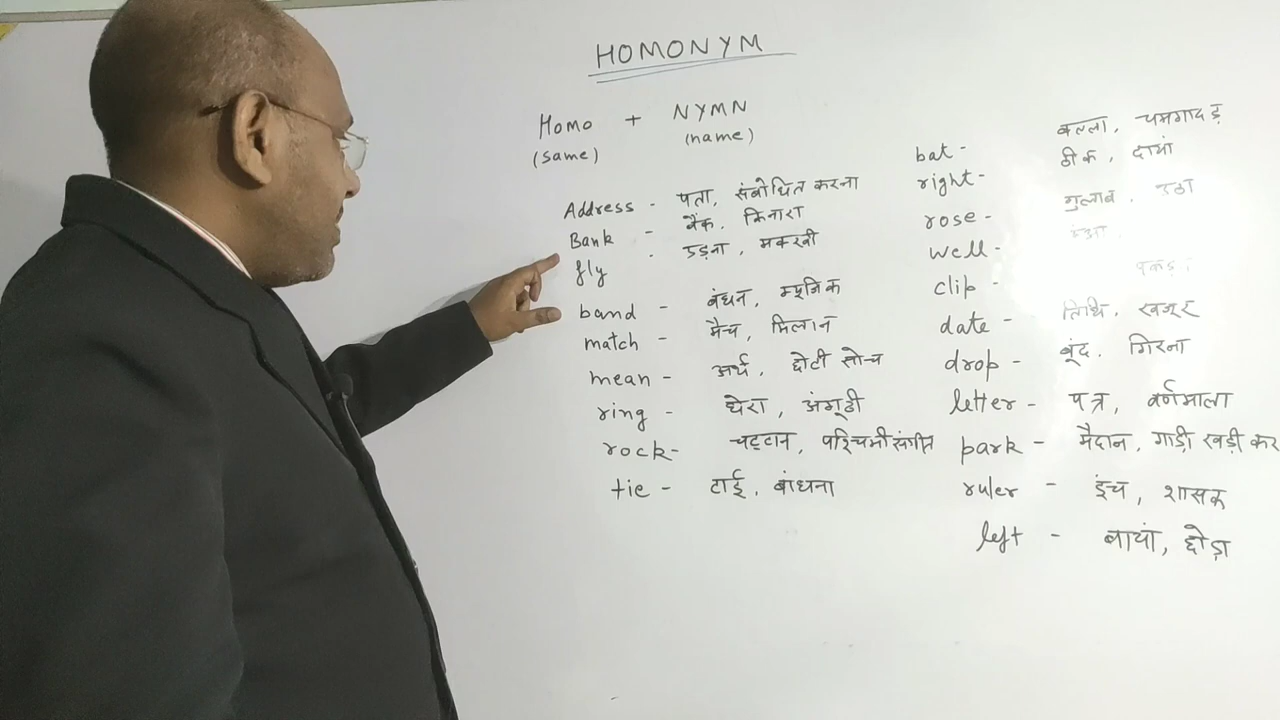 HOMONYM
Homo + NYMN
(same) (name)
Address - पता, संबोधित करना
Bank - बैंक, किनारा
fly - उड़ना, मक्खी
band - बंधन, म्यूजिक
match - मैच, मिलान
mean - अर्थ, छोटी सोच
ring - घेरा, अंगूठी
rock - चट्टान, पश्चिमी संगीत
tie - टाई, बांधना
bat - बल्ला, चमगादड़
right - ठीक, दायां
rose - गुलाब, उठा
well -
clip -
date - तिथि, खजूर
drop - बूंद, गिरना
letter - पत्र, वर्णमाला
park - मैदान, गाड़ी खड़ी कर
ruler - इंच, शासक
left - बायां, छोड़ा